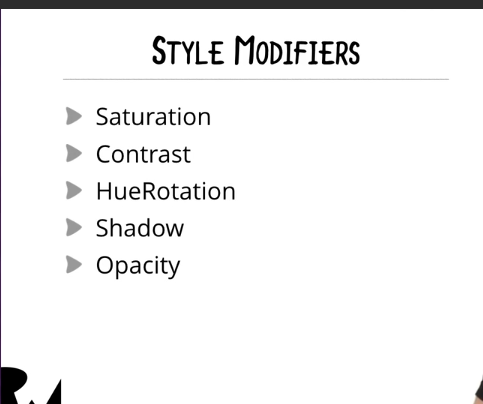 Style Modifiers
Saturation
Contrast
HueRotation
Shadow
Opacity